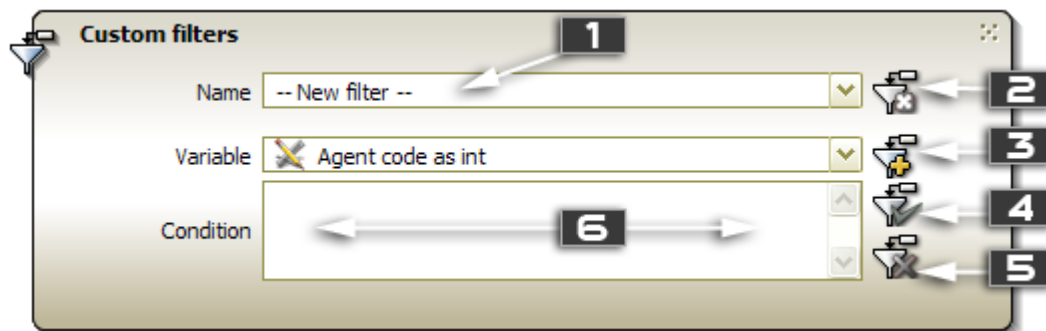 Custom filters
1
Name
-- New filter --
2
Variable
Agent code as int
3
4
Condition
6
5